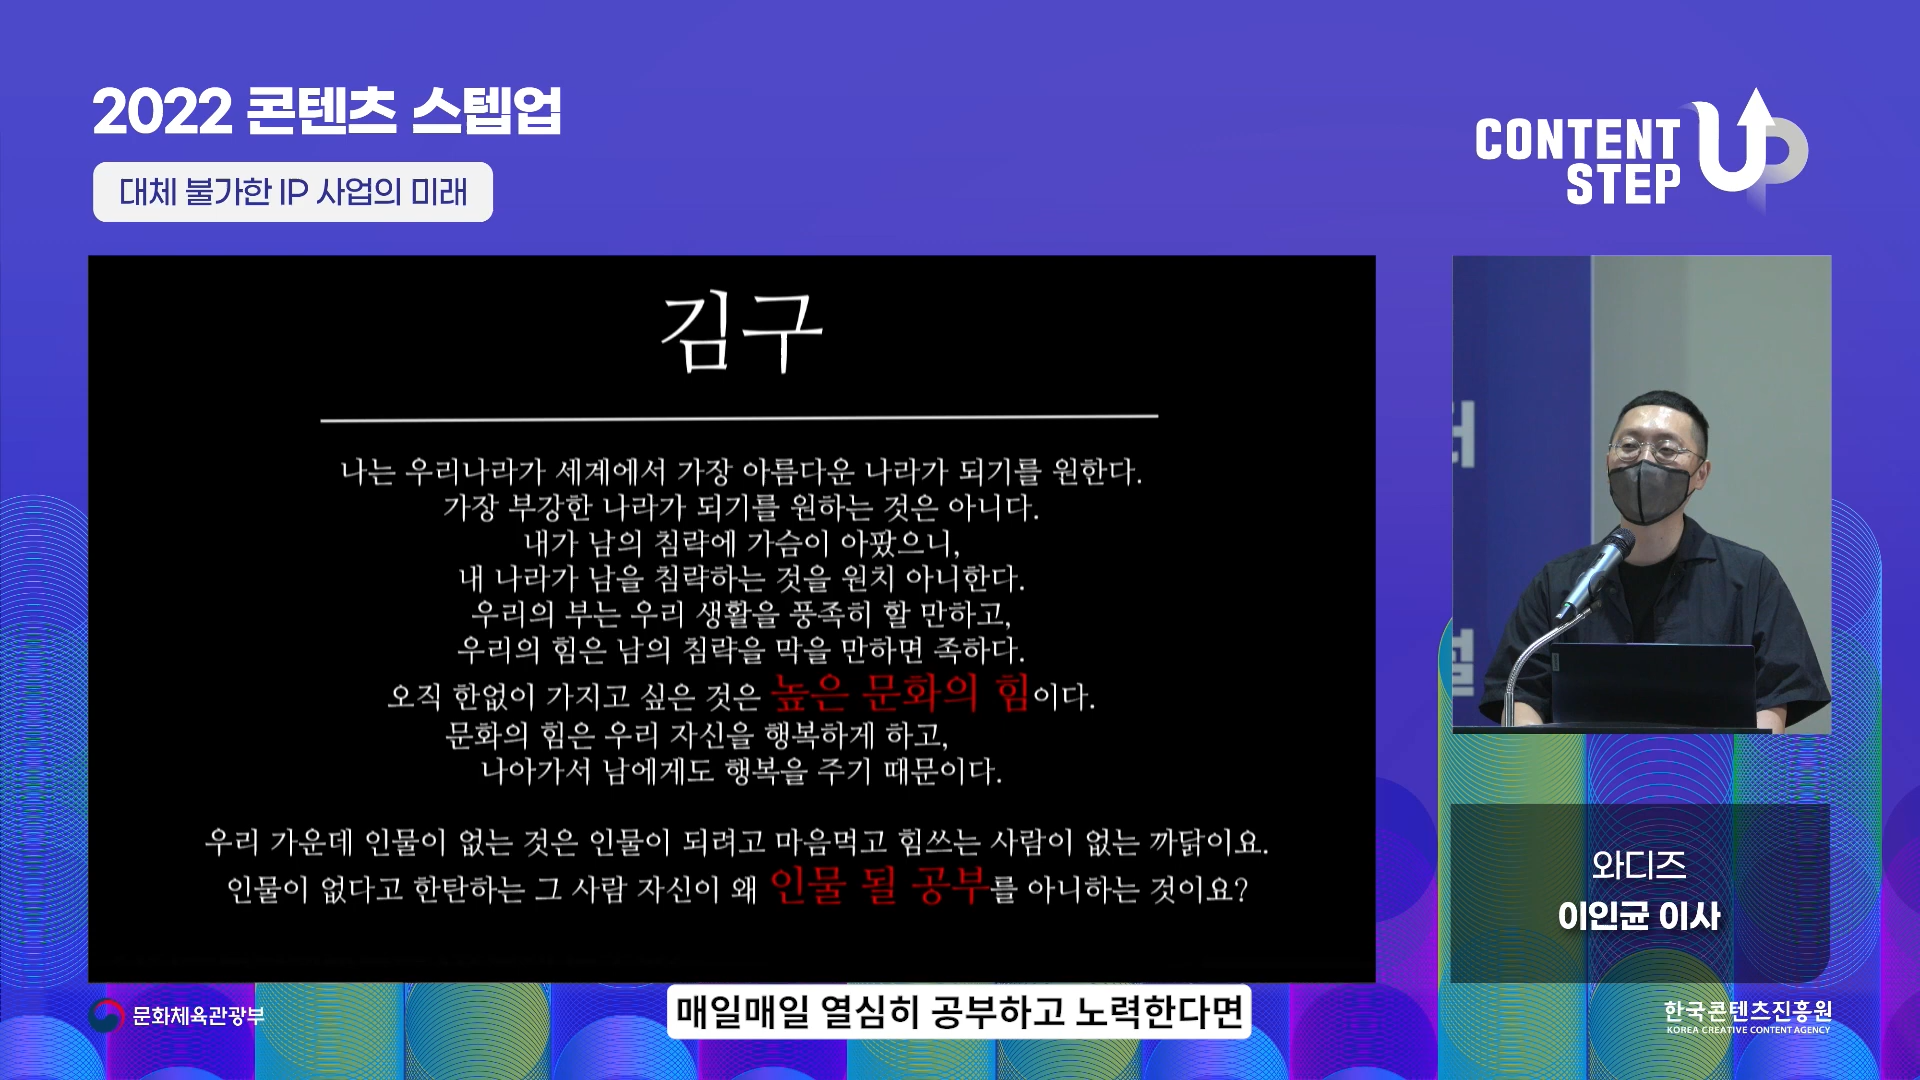 2022 콘텐츠 스텝업
대체 불가한 IP 사업의 미래
CONTENT
STEP
UP
김구
나는 우리나라가 세계에서 가장 아름다운 나라가 되기를 원한다.
가장 부강한 나라가 되기를 원하는 것은 아니다.
내가 남의 침략에 가슴이 아팠으니,
내 나라가 남을 침략하는 것을 원치 아니한다.
우리의 부는 우리 생활을 풍족히 할 만하고,
우리의 힘은 남의 침략을 막을 만하면 족하다.
오직 한없이 가지고 싶은 것은 높은 문화의 힘이다.
문화의 힘은 우리 자신을 행복하게 하고,
나아가서 남에게도 행복을 주기 때문이다.
우리 가운데 인물이 없는 것은 인물이 되려고 마음먹고 힘쓰는 사람이 없는 까닭이요.
인물이 없다고 한탄하는 그 사람 자신이 왜 인물 될 공부를 아니하는 것이요?
와디즈
이인균 이사
매일매일 열심히 공부하고 노력한다면
문화체육관광부
한국콘텐츠진흥원
KOREA CREATIVE CONTENT AGENCY